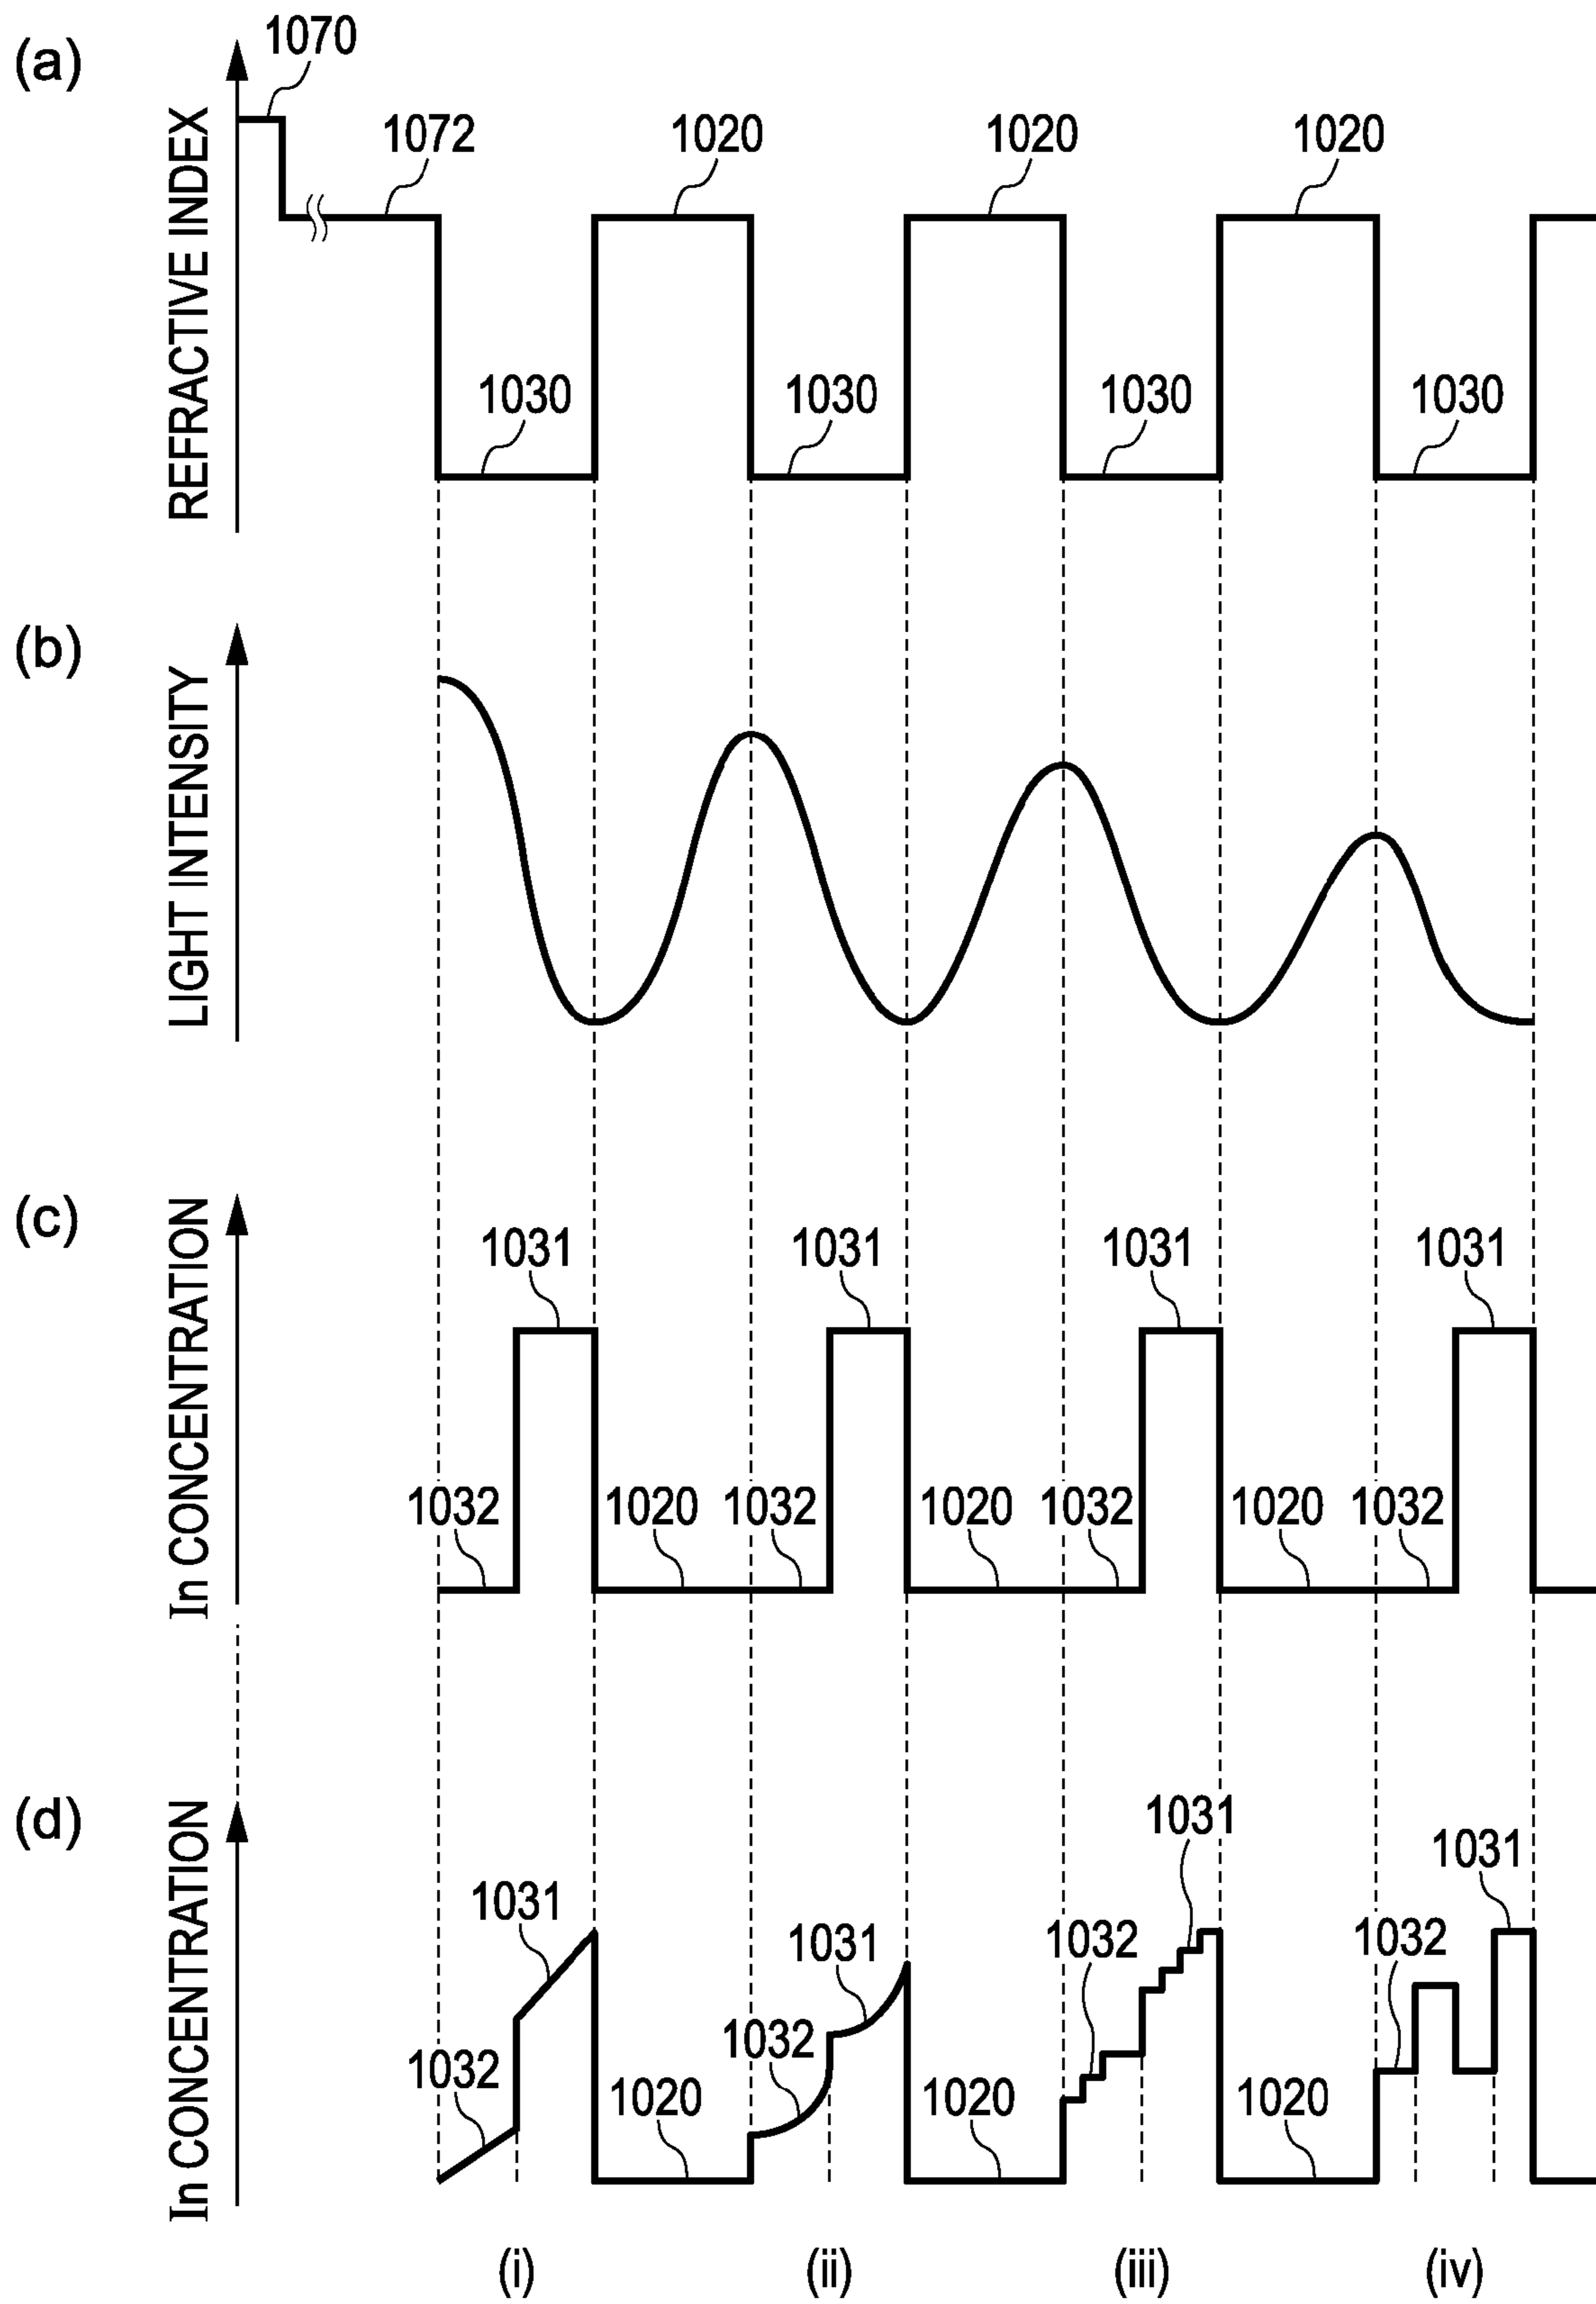 (a)
REFRACTIVE INDEX
1070
1072
1020
1020
1020
1030
1030
1030
1030
(b)
LIGHT INTENSITY
(c)
In CONCENTRATION
1031
1031
1031
1031
1032
1020
1032
1020
1032
1020
1032
(d)
In CONCENTRATION
1031
1031
1031
1031
1032
1032
1032
1032
1020
1020
1020
(i)
(ii)
(iii)
(iv)